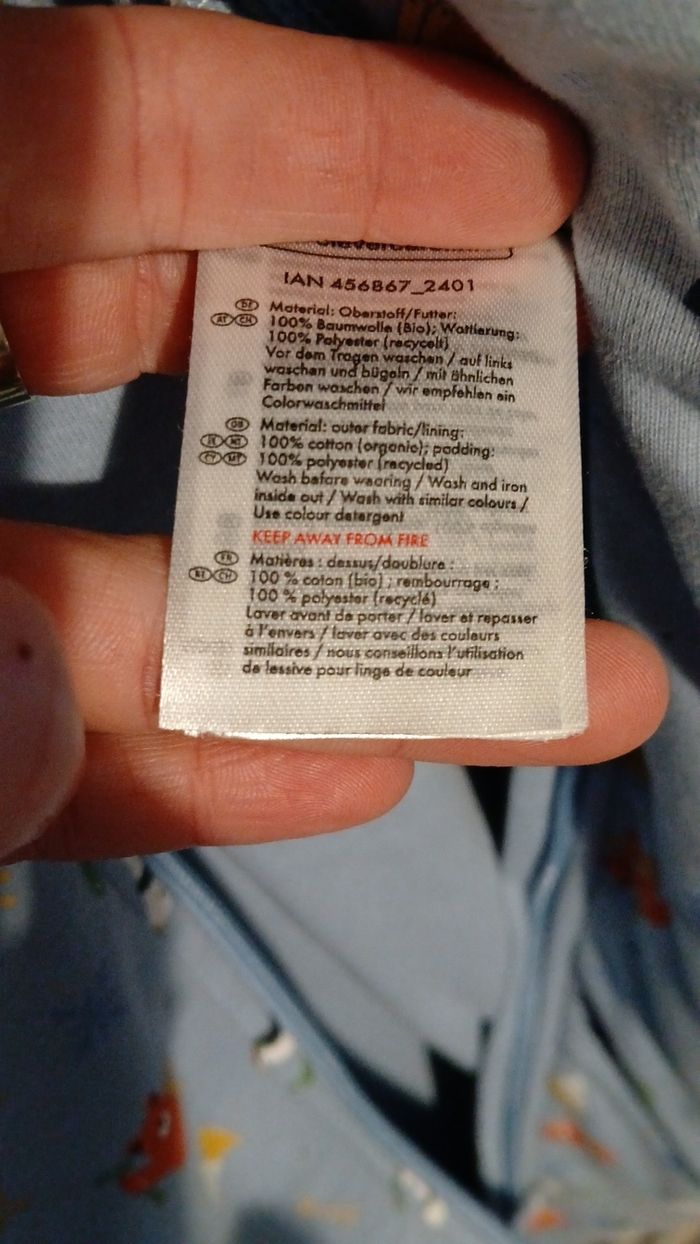 IAN 456867_2401
DE Material: Oberstoff/Futter:
AT CH 100% Baumwolle (Bio); Wattierung:
100% Polyester (recycelt)
Vor dem Tragen waschen / auf links
waschen und bügeln / mit ähnlichen
Farben waschen / wir empfehlen ein
Colorwaschmittel
GB Material: outer fabric/lining:
IE NI 100% cotton (organic); padding:
CY MT 100% polyester (recycled)
Wash before wearing / Wash and iron
inside out / Wash with similar colours /
Use colour detergent
KEEP AWAY FROM FIRE
FR Matières : dessus/doublure :
BE CH 100 % coton (bio) ; rembourrage :
100 % polyester (recyclé)
Laver avant de porter / laver et repasser
à l'envers / laver avec des couleurs
similaires / nous conseillons l'utilisation
de lessive pour linge de couleur